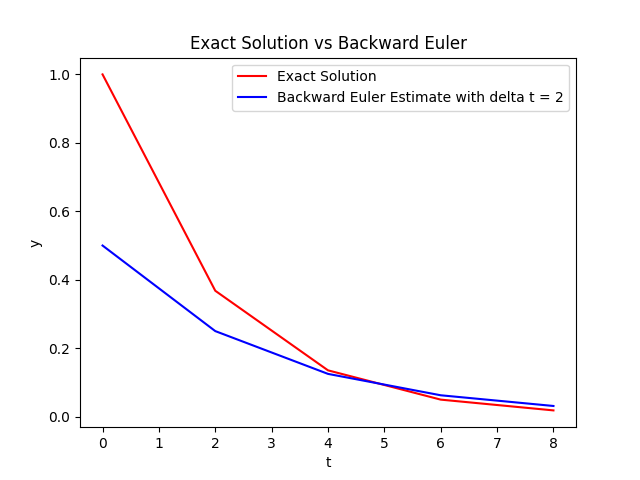 Exact Solution vs Backward Euler
Exact Solution
Backward Euler Estimate with delta t = 2
y
1.0
0.8
0.6
0.4
0.2
0.0
0 1 2 3 4 5 6 7 8
t